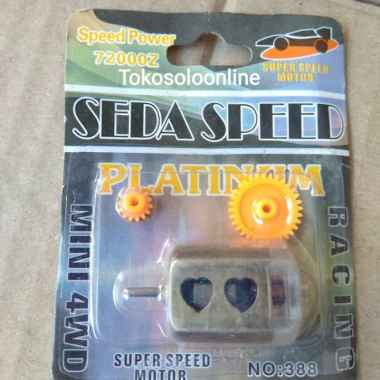 Speed Power
72000Z
SUPER SPEED
MOTOR
Tokosoloonline
SEDA SPEED
PLATINUM
MINI 4WD
RACING
SUPER SPEED
MOTOR
NO:388